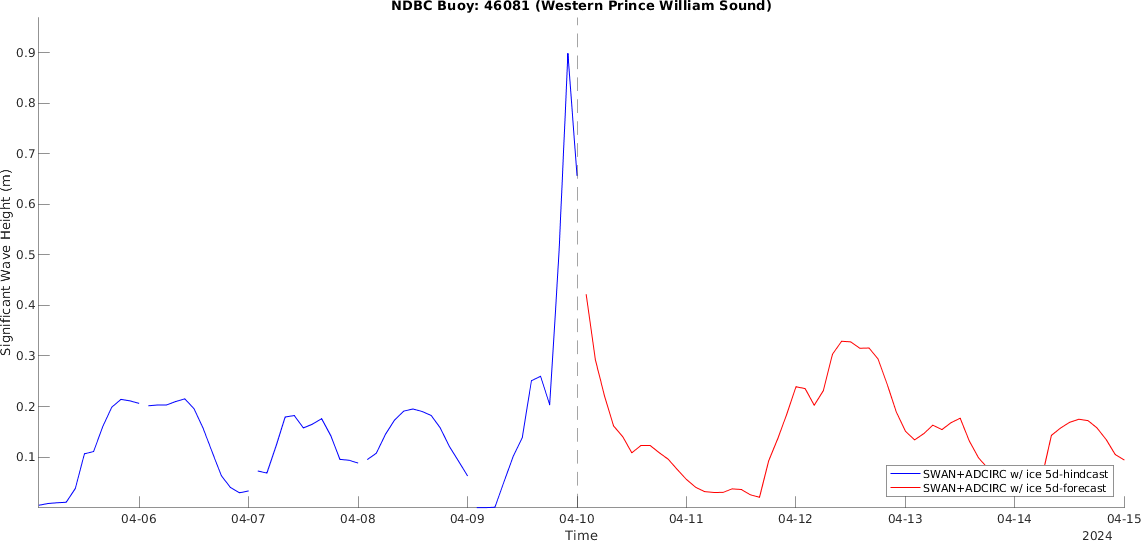 NDBC Buoy: 46081 (Western Prince William Sound)
0.9
0.8
0.7
0.6
0.5
0.4
0.3
0.2
0.1
Significant Wave Height (m)
SWAN+ADCIRC w/ ice 5d-hindcast
SWAN+ADCIRC w/ ice 5d-forecast
04-06 04-07 04-08 04-09 04-10 04-11 04-12 04-13 04-14 04-15
Time
2024